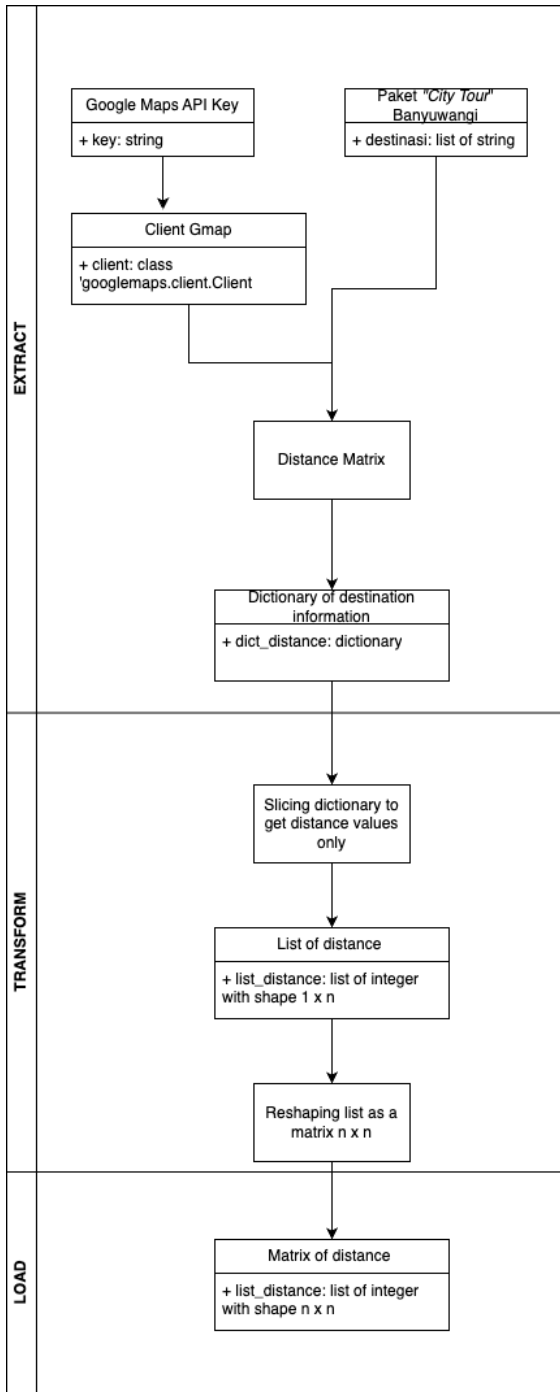 EXTRACT
Google Maps API Key
+ key: string
Paket "City Tour"
Banyuwangi
+ destinasi: list of string
Client Gmap
+ client: class
'googlemaps.client.Client
Distance Matrix
Dictionary of destination
information
+ dict_distance: dictionary
TRANSFORM
Slicing dictionary to
get distance values
only
List of distance
+ list_distance: list of integer
with shape 1 x n
Reshaping list as a
matrix n x n
LOAD
Matrix of distance
+ list_distance: list of integer
with shape n x n